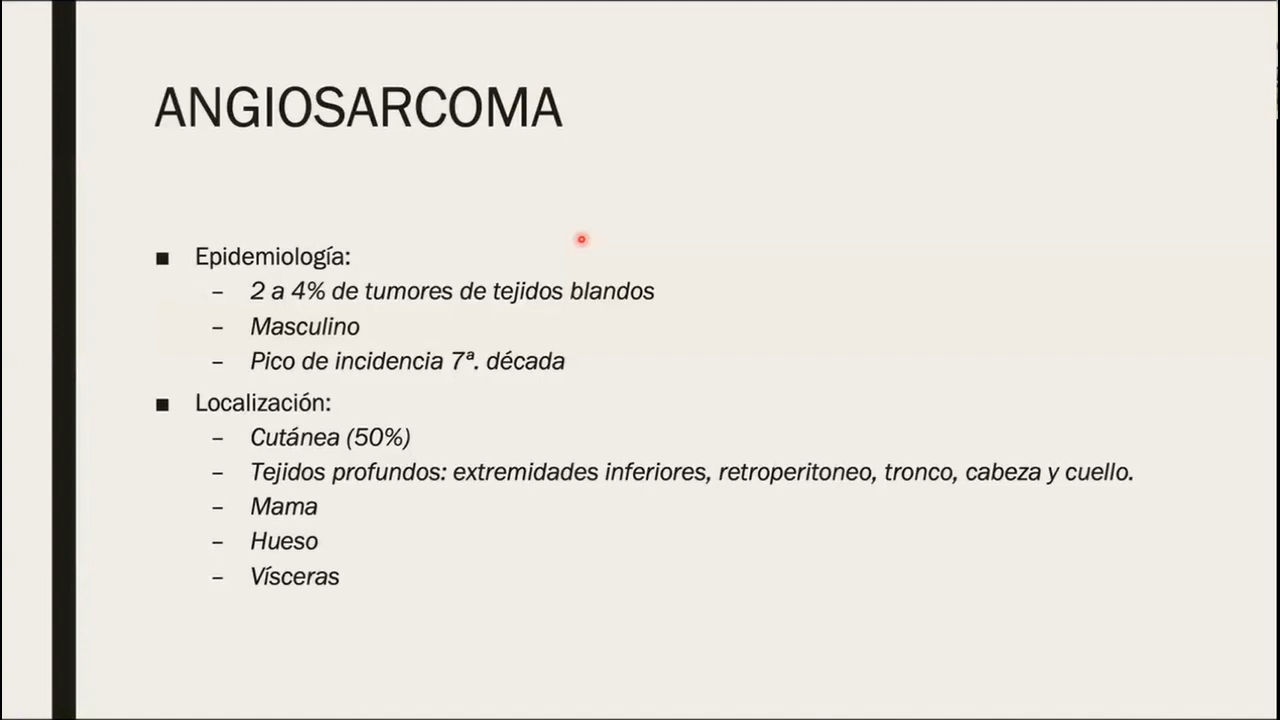 ANGIOSARCOMA
■ Epidemiología:
– 2 a 4% de tumores de tejidos blandos
– Masculino
– Pico de incidencia 7ª. década
■ Localización:
– Cutánea (50%)
– Tejidos profundos: extremidades inferiores, retroperitoneo, tronco, cabeza y cuello.
– Mama
– Hueso
– Vísceras